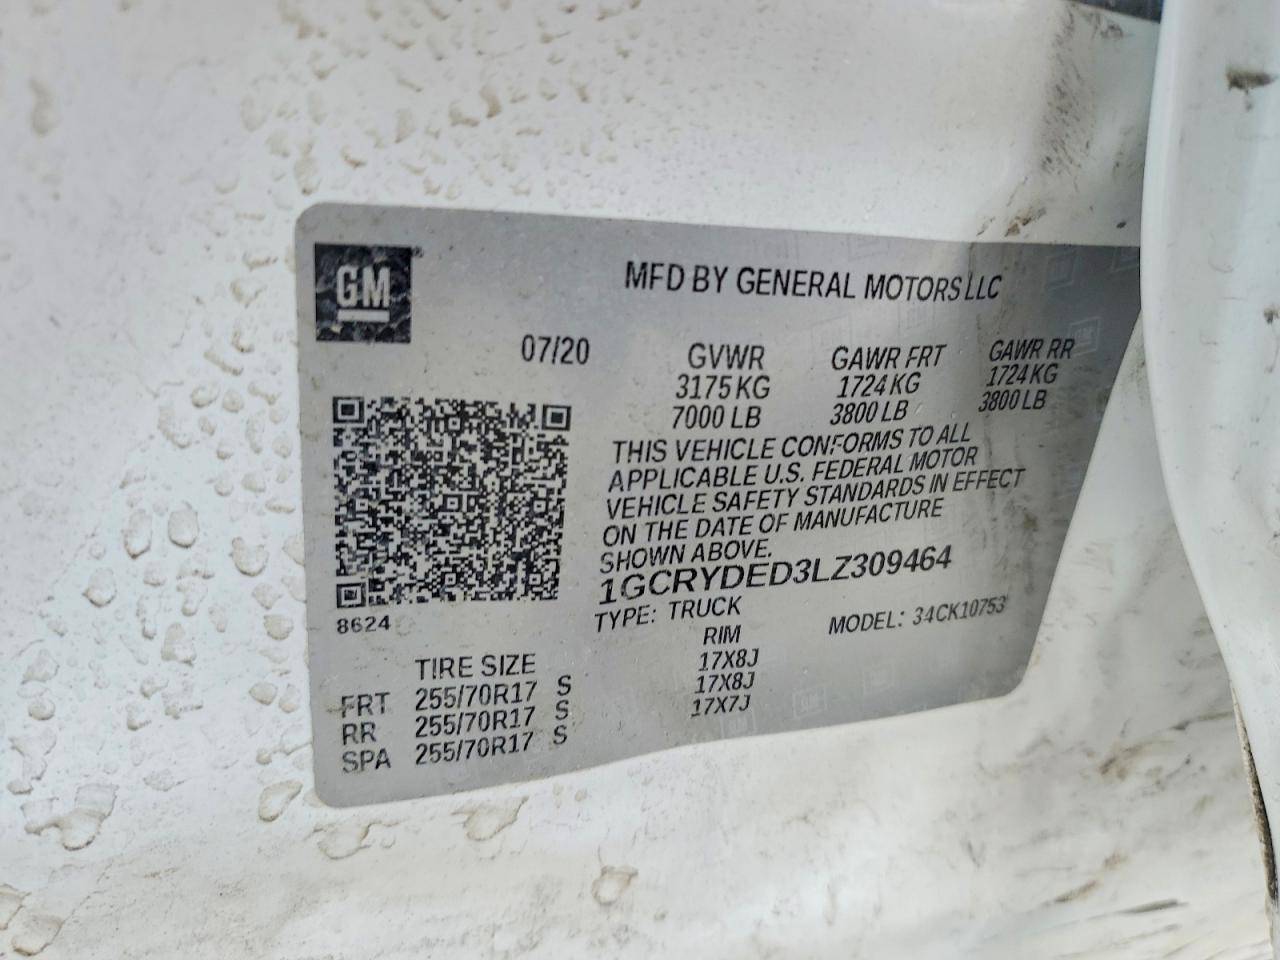 GM
MFD BY GENERAL MOTORS LLC
07/20 GVWR GAWR FRT GAWR RR
3175 KG 1724 KG 1724 KG
7000 LB 3800 LB 3800 LB
THIS VEHICLE CONFORMS TO ALL
APPLICABLE U.S. FEDERAL MOTOR
VEHICLE SAFETY STANDARDS IN EFFECT
ON THE DATE OF MANUFACTURE
SHOWN ABOVE.
1GCRYDED3LZ309464
8624
TYPE: TRUCK MODEL: 34CK10753
TIRE SIZE RIM
FRT 255/70R17 S 17X8J
RR 255/70R17 S 17X8J
SPA 255/70R17 S 17X7J